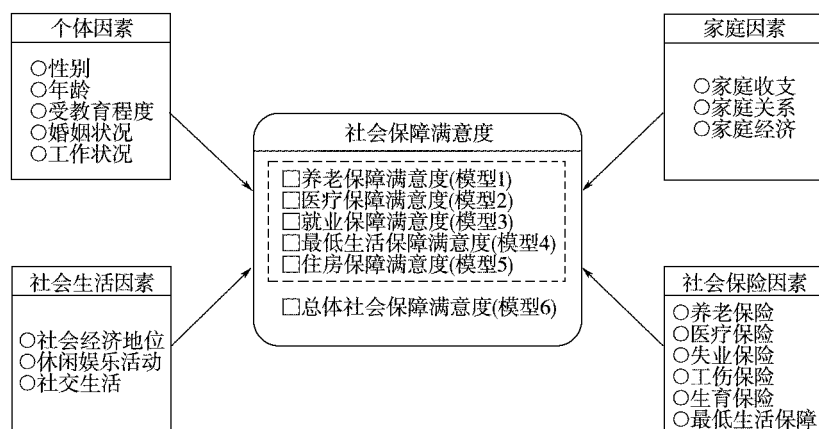 个体因素
○性别
○年龄
○受教育程度
○婚姻状况
○工作状况
家庭因素
○家庭收支
○家庭关系
○家庭经济
社会保障满意度
□养老保障满意度(模型1)
□医疗保障满意度(模型2)
□就业保障满意度(模型3)
□最低生活保障满意度(模型4)
□住房保障满意度(模型5)
□总体社会保障满意度(模型6)
社会生活因素
○社会经济地位
○休闲娱乐活动
○社交生活
社会保险因素
○养老保险
○医疗保险
○失业保险
○工伤保险
○生育保险
○最低生活保障